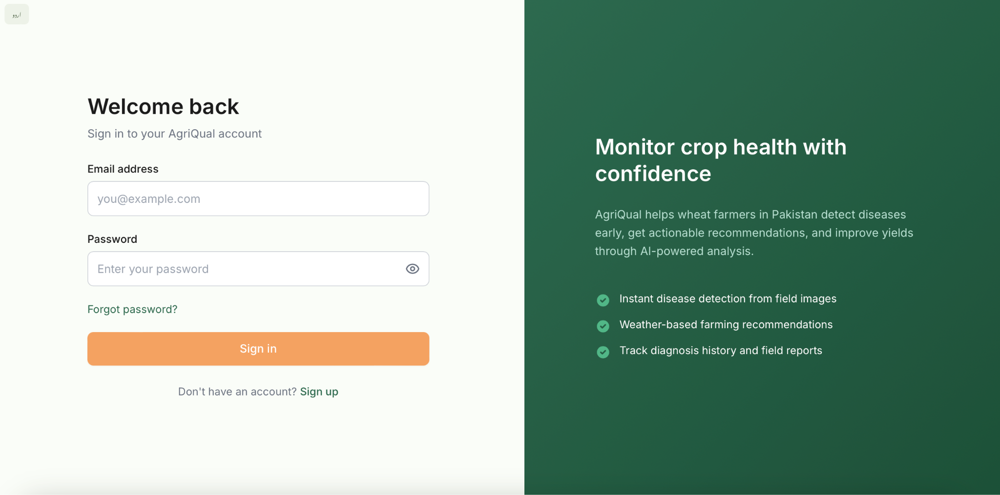 اردو
Welcome back
Sign in to your AgriQual account
Email address
you@example.com
Password
Enter your password
Forgot password?
Sign in
Don't have an account? Sign up
Monitor crop health with
confidence
AgriQual helps wheat farmers in Pakistan detect diseases
early, get actionable recommendations, and improve yields
through AI-powered analysis.
Instant disease detection from field images
Weather-based farming recommendations
Track diagnosis history and field reports